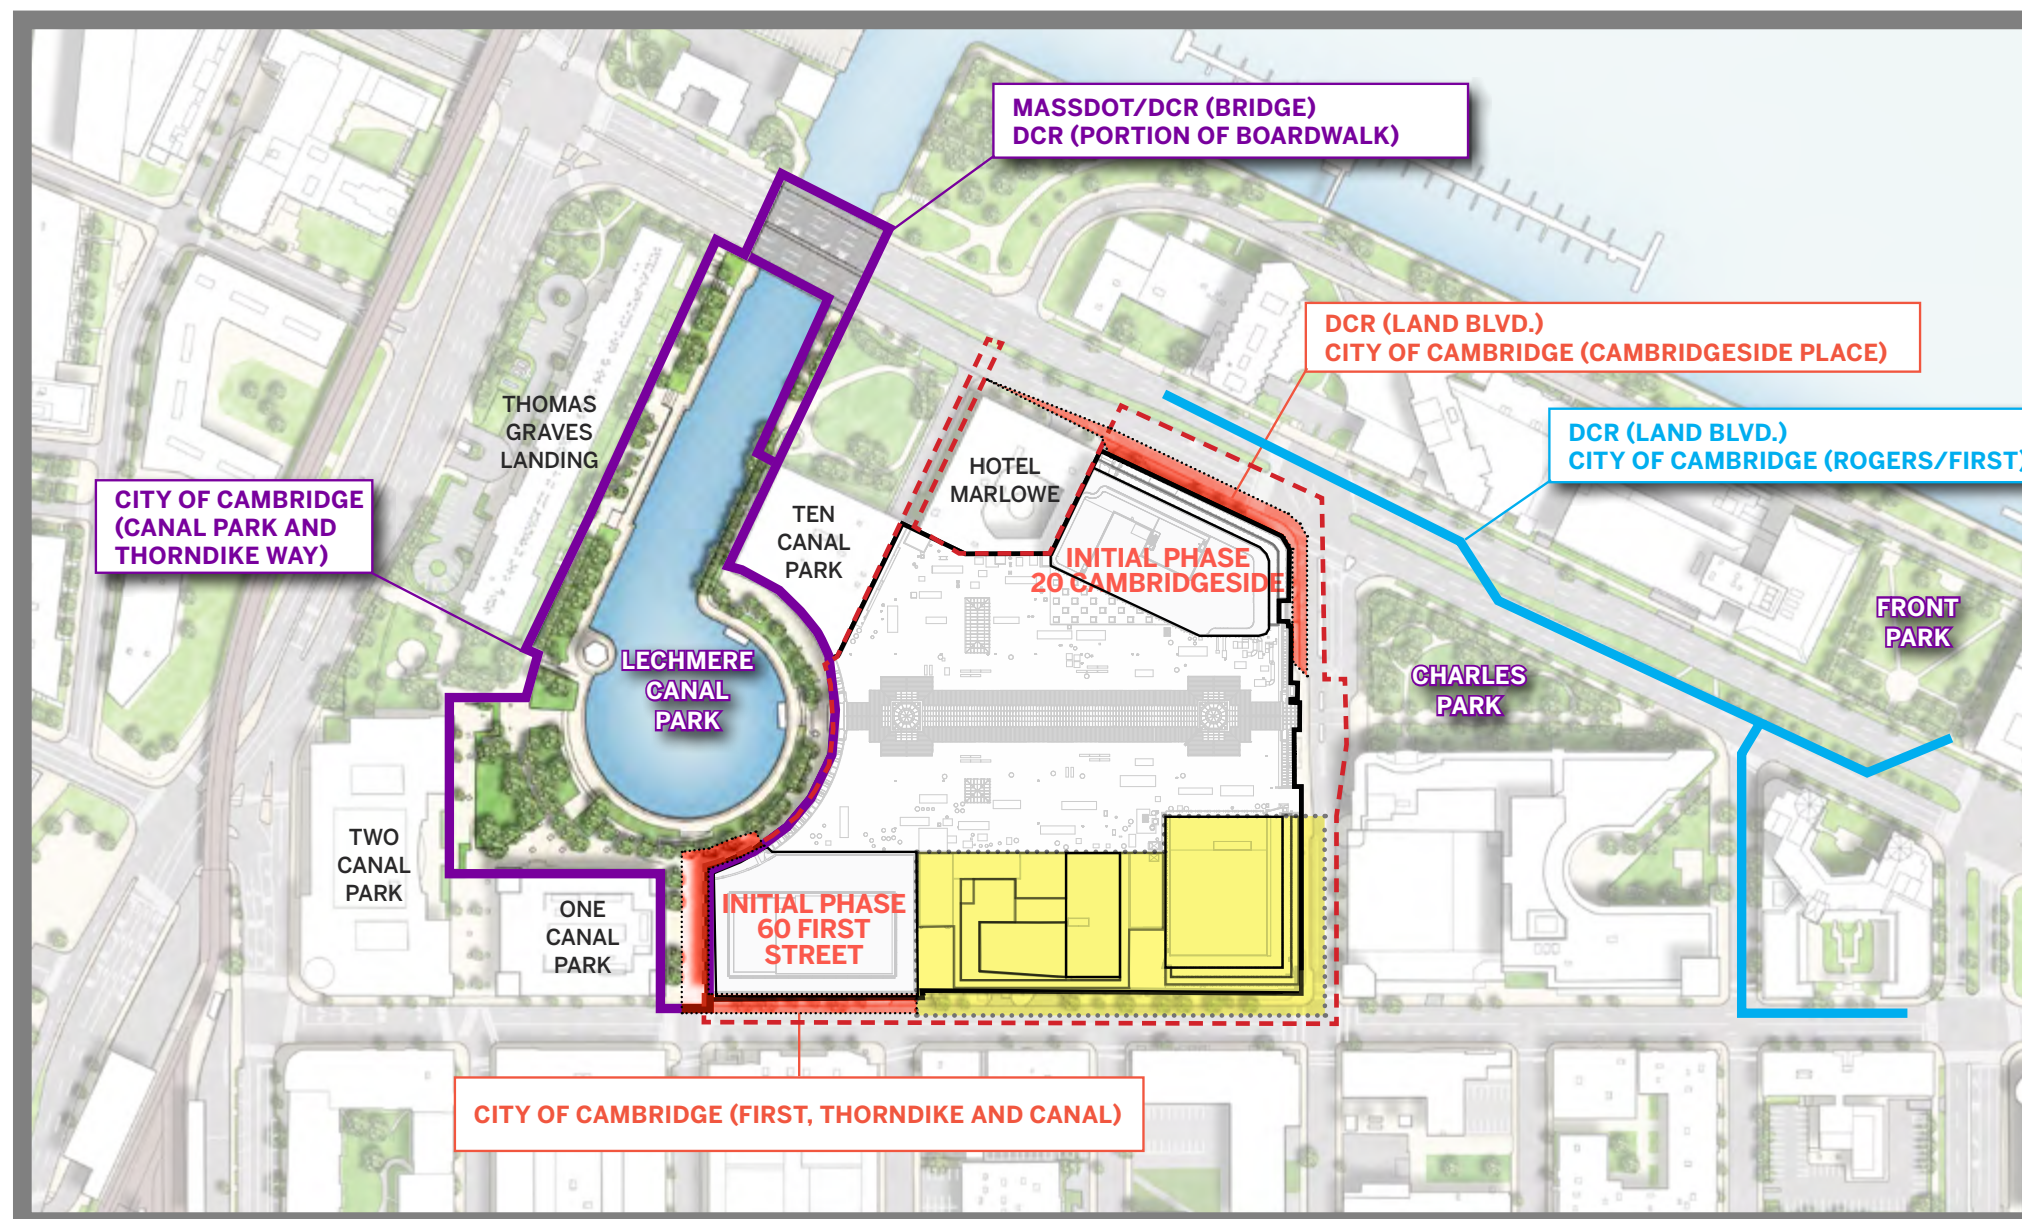 MASSDOT/DCR (BRIDGE)
DCR (PORTION OF BOARDWALK)
DCR (LAND BLVD.)
CITY OF CAMBRIDGE (CAMBRIDGESIDE PLACE)
DCR (LAND BLVD.)
CITY OF CAMBRIDGE (ROGERS/FIRST)
THOMAS
GRAVES
LANDING
HOTEL
MARLOWE
CITY OF CAMBRIDGE
(CANAL PARK AND
THORNDIKE WAY)
TEN
CANAL
PARK
INITIAL PHASE
20 CAMBRIDGESIDE
FRONT
PARK
LECHMERE
CANAL
PARK
CHARLES
PARK
TWO
CANAL
PARK
ONE
CANAL
PARK
INITIAL PHASE
60 FIRST
STREET
CITY OF CAMBRIDGE (FIRST, THORNDIKE AND CANAL)